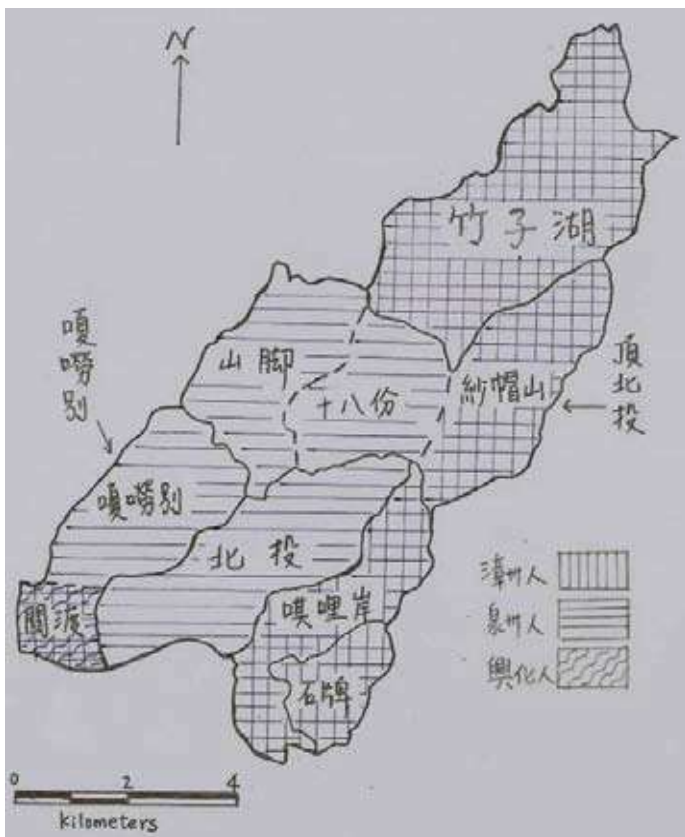 N
竹子湖
嗄嘮別
山脚
十八份
紗帽山
頂北投
嗄嘮別
北投
關渡
唭哩岸
石牌
漳州人
泉州人
興化人
0 2 4
kilometers